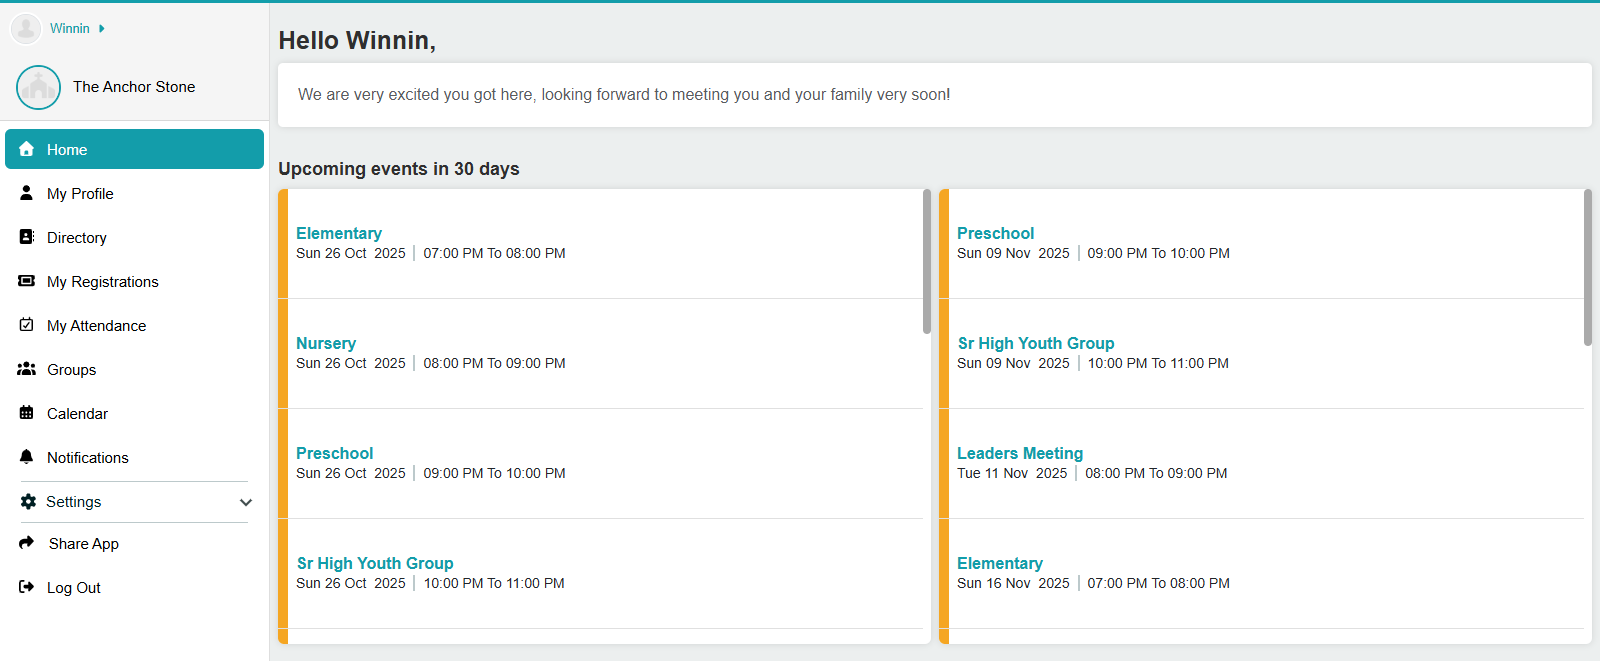 Winnin
The Anchor Stone
Home
My Profile
Directory
My Registrations
My Attendance
Groups
Calendar
Notifications
Settings
Share App
Log Out
Hello Winnin,
We are very excited you got here, looking forward to meeting you and your family very soon!
Upcoming events in 30 days
Elementary
Sun 26 Oct 2025 | 07:00 PM To 08:00 PM
Nursery
Sun 26 Oct 2025 | 08:00 PM To 09:00 PM
Preschool
Sun 26 Oct 2025 | 09:00 PM To 10:00 PM
Sr High Youth Group
Sun 26 Oct 2025 | 10:00 PM To 11:00 PM
Preschool
Sun 09 Nov 2025 | 09:00 PM To 10:00 PM
Sr High Youth Group
Sun 09 Nov 2025 | 10:00 PM To 11:00 PM
Leaders Meeting
Tue 11 Nov 2025 | 08:00 PM To 09:00 PM
Elementary
Sun 16 Nov 2025 | 07:00 PM To 08:00 PM